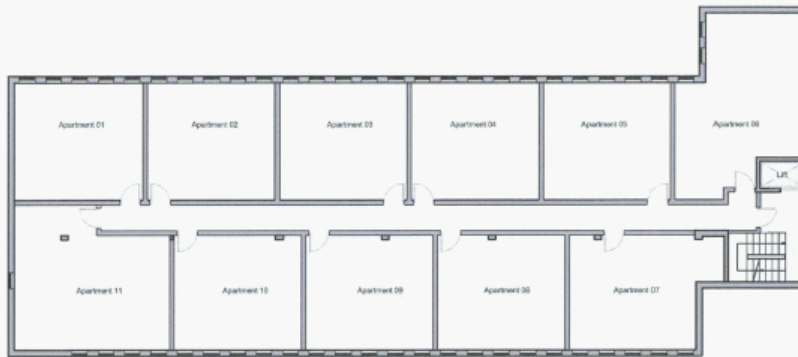 Apartment 01
Apartment 02
Apartment 03
Apartment 04
Apartment 05
Apartment 06
Lift
Apartment 11
Apartment 10
Apartment 09
Apartment 08
Apartment 07